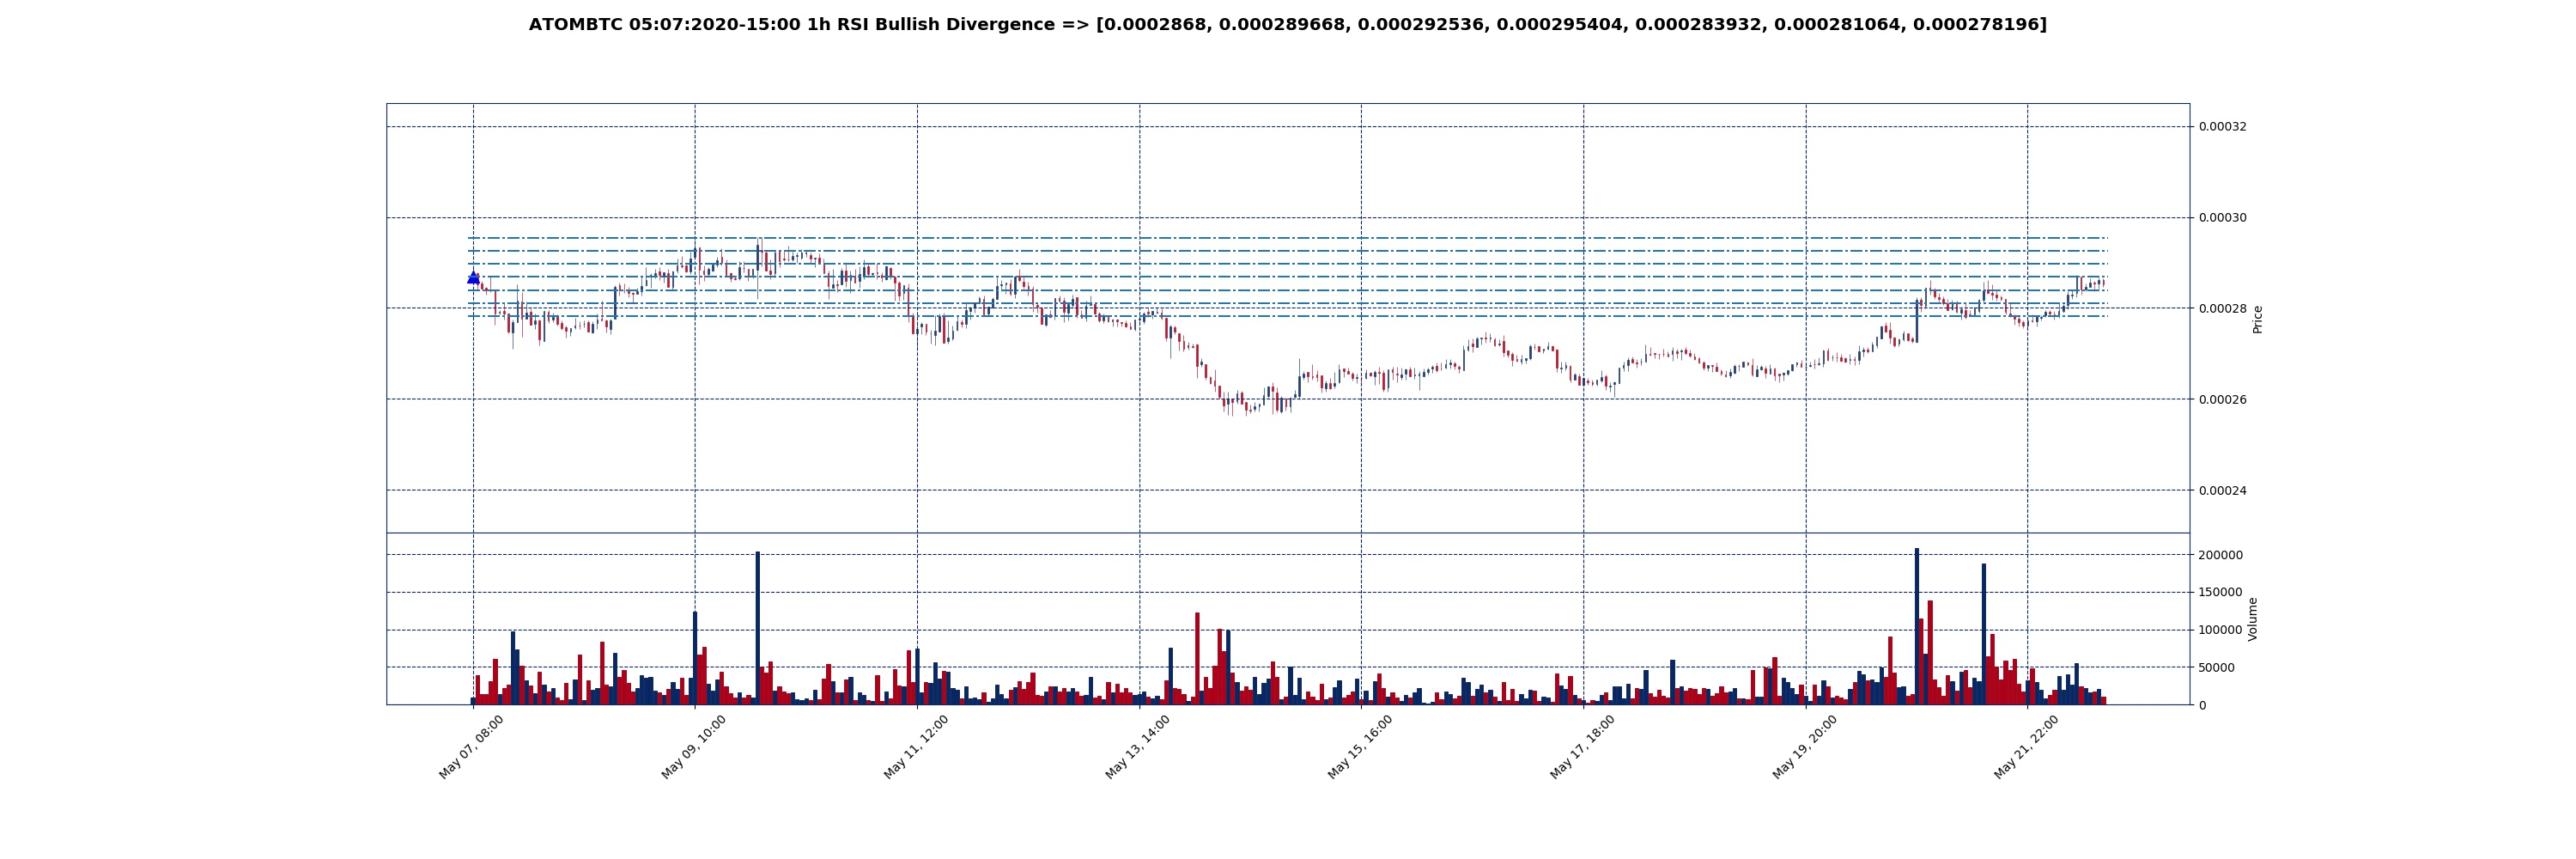 ATOMBTC 05:07:2020-15:00 1h RSI Bullish Divergence => [0.0002868, 0.000289668, 0.000292536, 0.000295404, 0.000283932, 0.000281064, 0.000278196]
0.00032
0.00030
0.00028
Price
0.00026
0.00024
200000
150000
100000
Volume
50000
0
May 07, 08:00
May 09, 10:00
May 11, 12:00
May 13, 14:00
May 15, 16:00
May 17, 18:00
May 19, 20:00
May 21, 22:00